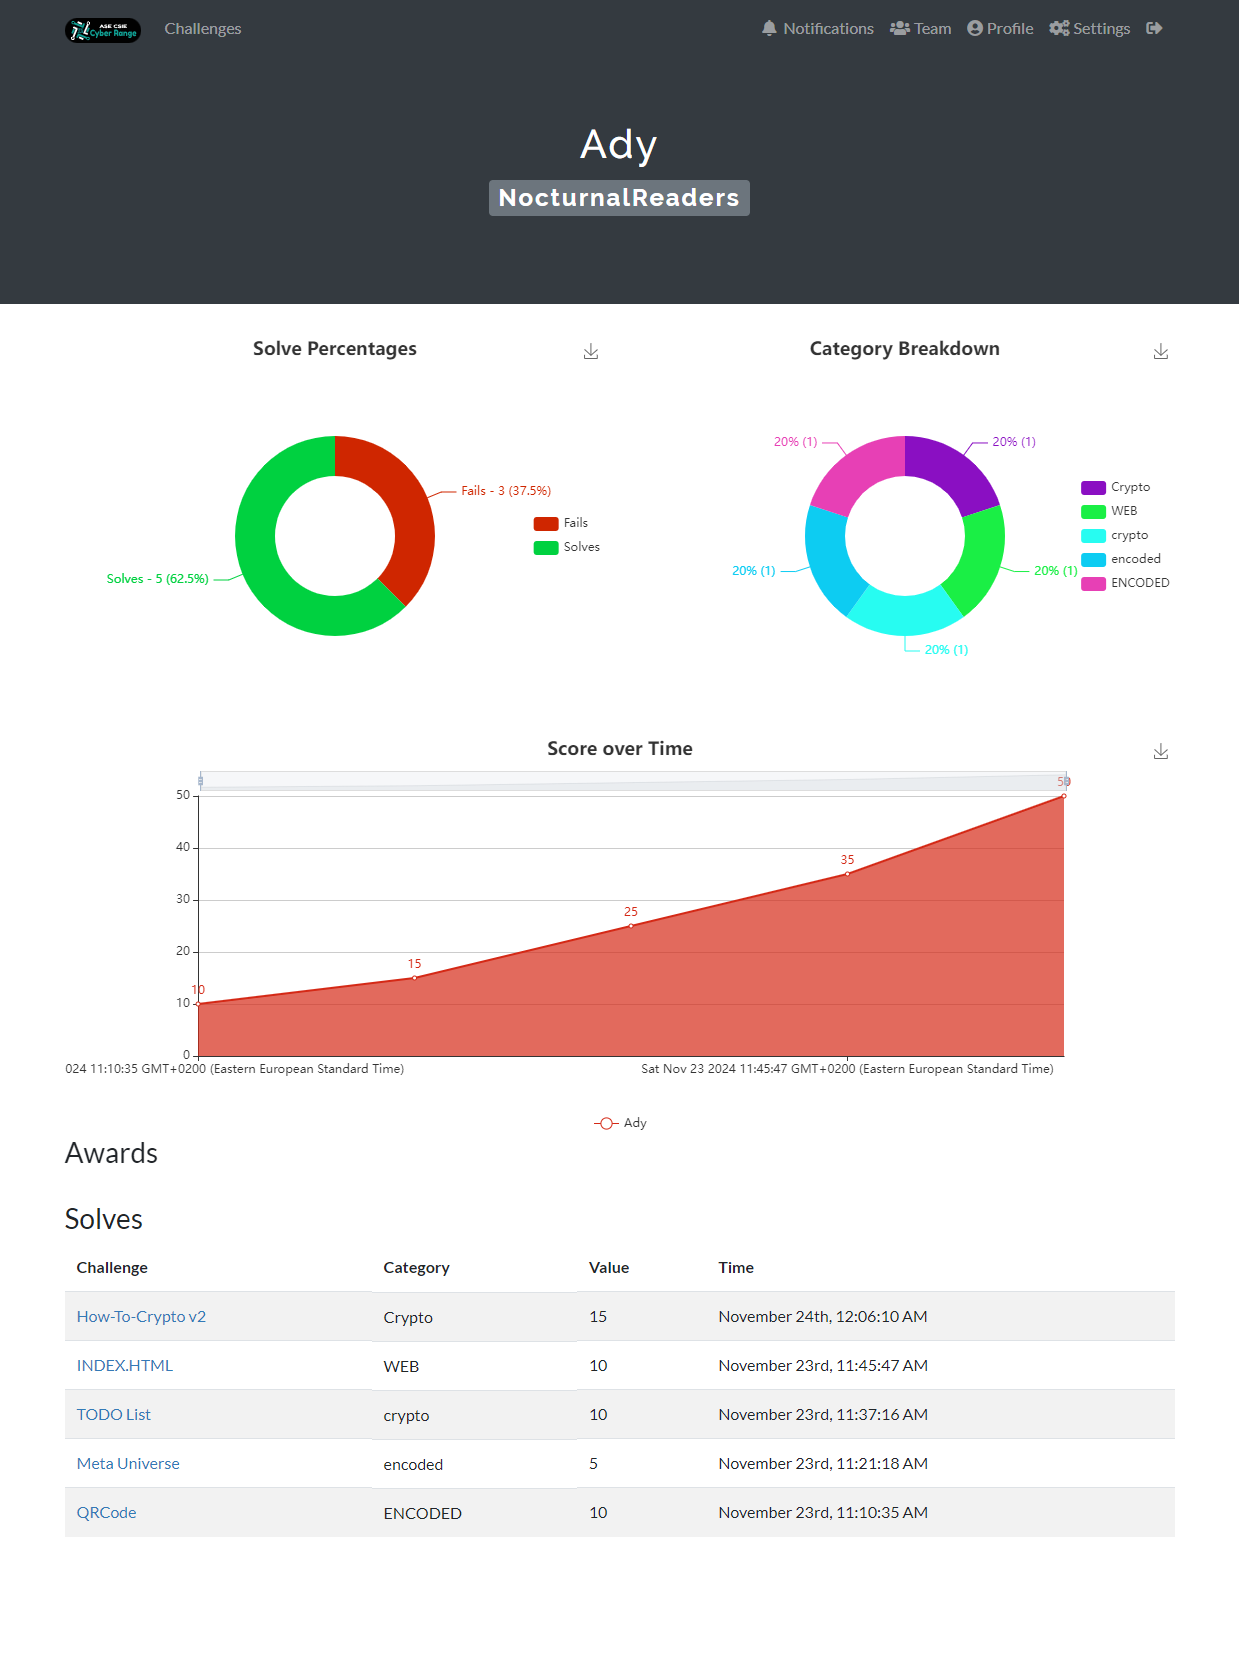 ASE CSIE
Cyber Range
Challenges
Notifications
Team
Profile
Settings
Ady
NocturnalReaders
Solve Percentages
Fails - 3 (37.5%)
Solves - 5 (62.5%)
Fails
Solves
Category Breakdown
20% (1)
20% (1)
20% (1)
20% (1)
20% (1)
Crypto
WEB
crypto
encoded
ENCODED
Score over Time
50
40
30
20
10
0
10
15
25
35
50
024 11:10:35 GMT+0200 (Eastern European Standard Time)
Sat Nov 23 2024 11:45:47 GMT+0200 (Eastern European Standard Time)
Ady
Awards
Solves
Challenge Category Value Time
How-To-Crypto v2 Crypto 15 November 24th, 12:06:10 AM
INDEX.HTML WEB 10 November 23rd, 11:45:47 AM
TODO List crypto 10 November 23rd, 11:37:16 AM
Meta Universe encoded 5 November 23rd, 11:21:18 AM
QRCode ENCODED 10 November 23rd, 11:10:35 AM